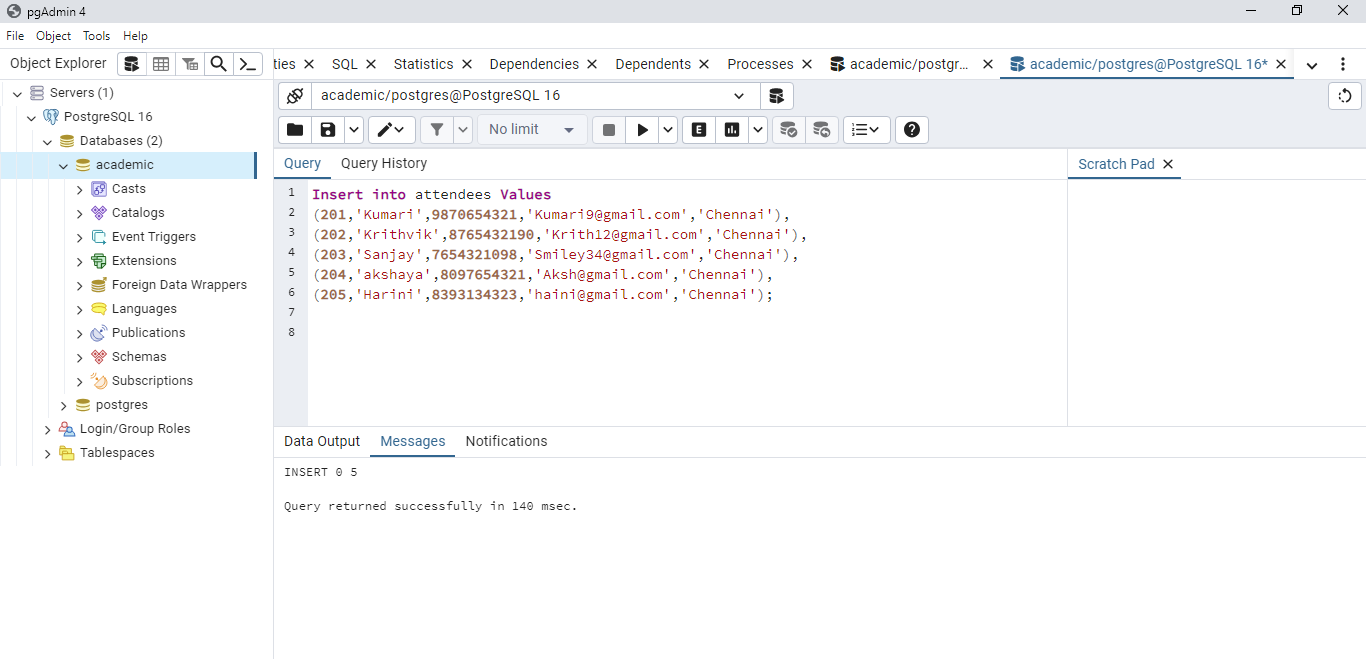 pgAdmin 4
File Object Tools Help
Object Explorer
ties SQL Statistics Dependencies Dependents Processes academic/postgr... academic/postgres@PostgreSQL 16*
Servers (1)
PostgreSQL 16
Databases (2)
academic
Casts
Catalogs
Event Triggers
Extensions
Foreign Data Wrappers
Languages
Publications
Schemas
Subscriptions
postgres
Login/Group Roles
Tablespaces
academic/postgres@PostgreSQL 16
No limit E
Query Query History
Scratch Pad
1 Insert into attendees Values
2 (201,'Kumari',9870654321,'Kumari9@gmail.com','Chennai'),
3 (202,'Krithvik',8765432190,'Krith12@gmail.com','Chennai'),
4 (203,'Sanjay',7654321098,'Smiley34@gmail.com','Chennai'),
5 (204,'akshaya',8097654321,'Aksh@gmail.com','Chennai'),
6 (205,'Harini',8393134323,'haini@gmail.com','Chennai');
7
8
Data Output Messages Notifications
INSERT 0 5
Query returned successfully in 140 msec.